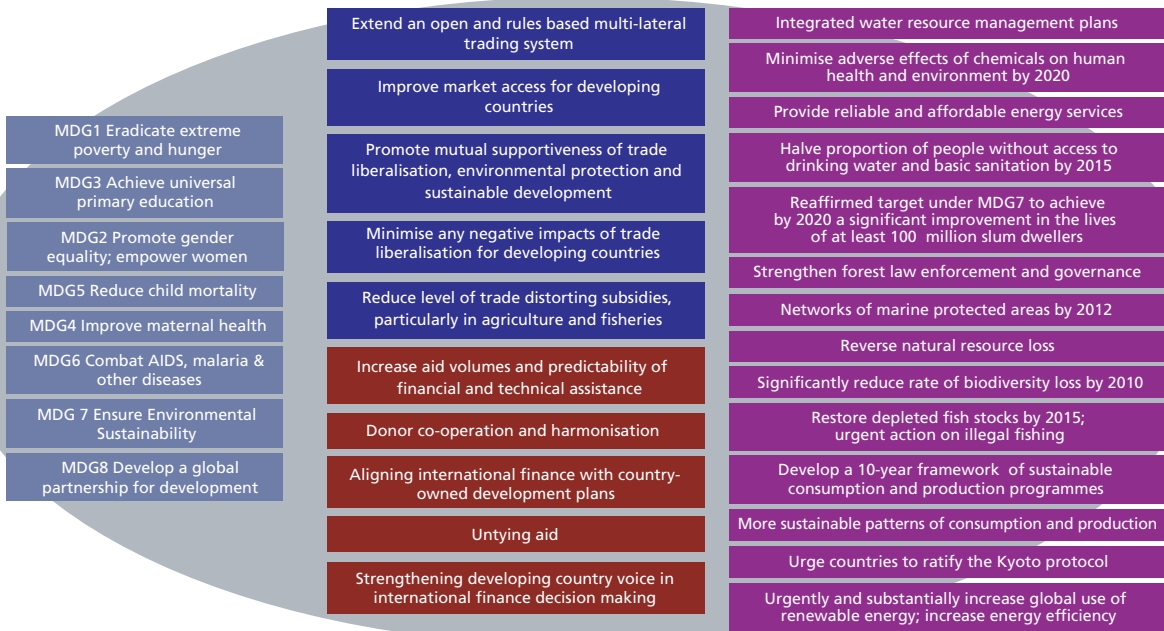 MDG1 Eradicate extreme
poverty and hunger
MDG3 Achieve universal
primary education
MDG2 Promote gender
equality; empower women
MDG5 Reduce child mortality
MDG4 Improve maternal health
MDG6 Combat AIDS, malaria &
other diseases
MDG 7 Ensure Environmental
Sustainability
MDG8 Develop a global
partnership for development
Extend an open and rules based multi-lateral
trading system
Improve market access for developing
countries
Promote mutual supportiveness of trade
liberalisation, environmental protection and
sustainable development
Minimise any negative impacts of trade
liberalisation for developing countries
Reduce level of trade distorting subsidies,
particularly in agriculture and fisheries
Increase aid volumes and predictability of
financial and technical assistance
Donor co-operation and harmonisation
Aligning international finance with country-
owned development plans
Untying aid
Strengthening developing country voice in
international finance decision making
Integrated water resource management plans
Minimise adverse effects of chemicals on human
health and environment by 2020
Provide reliable and affordable energy services
Halve proportion of people without access to
drinking water and basic sanitation by 2015
Reaffirmed target under MDG7 to achieve
by 2020 a significant improvement in the lives
of at least 100 million slum dwellers
Strengthen forest law enforcement and governance
Networks of marine protected areas by 2012
Reverse natural resource loss
Significantly reduce rate of biodiversity loss by 2010
Restore depleted fish stocks by 2015;
urgent action on illegal fishing
Develop a 10-year framework of sustainable
consumption and production programmes
More sustainable patterns of consumption and production
Urge countries to ratify the Kyoto protocol
Urgently and substantially increase global use of
renewable energy; increase energy efficiency